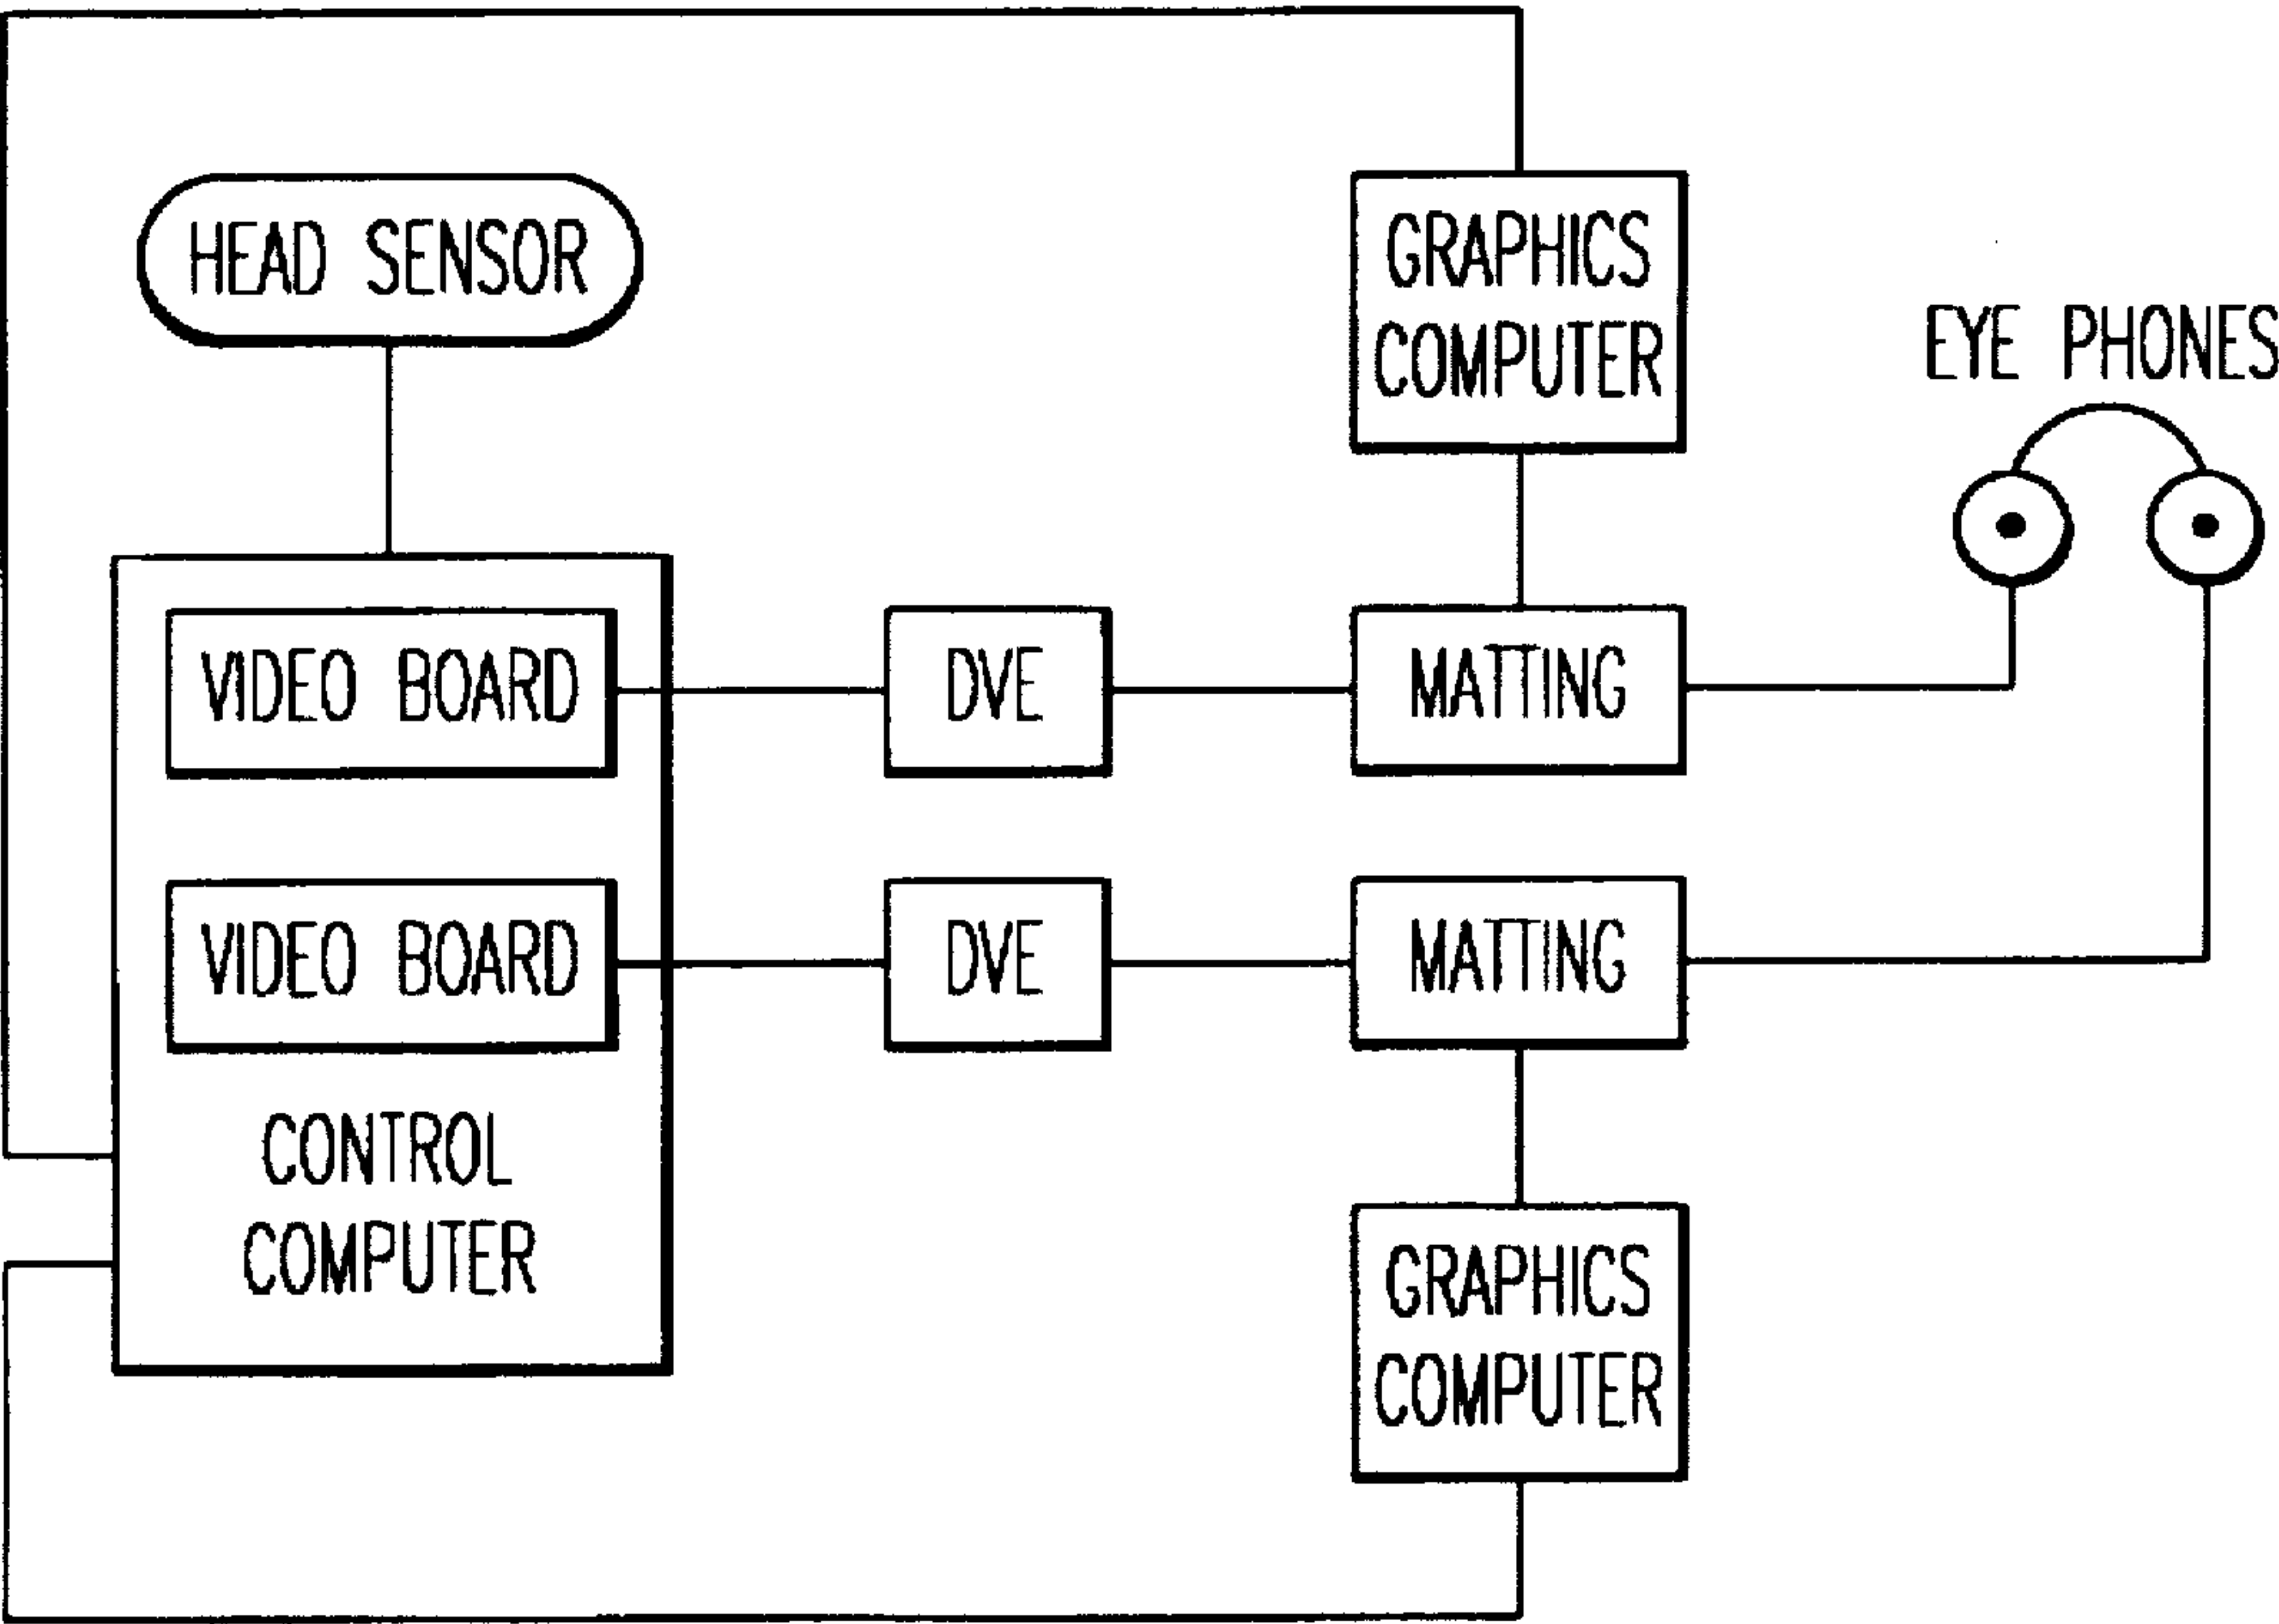 HEAD SENSOR
GRAPHICS
COMPUTER
EYE PHONES
VIDEO BOARD
DVE
MATTING
VIDEO BOARD
DVE
MATTING
CONTROL
COMPUTER
GRAPHICS
COMPUTER